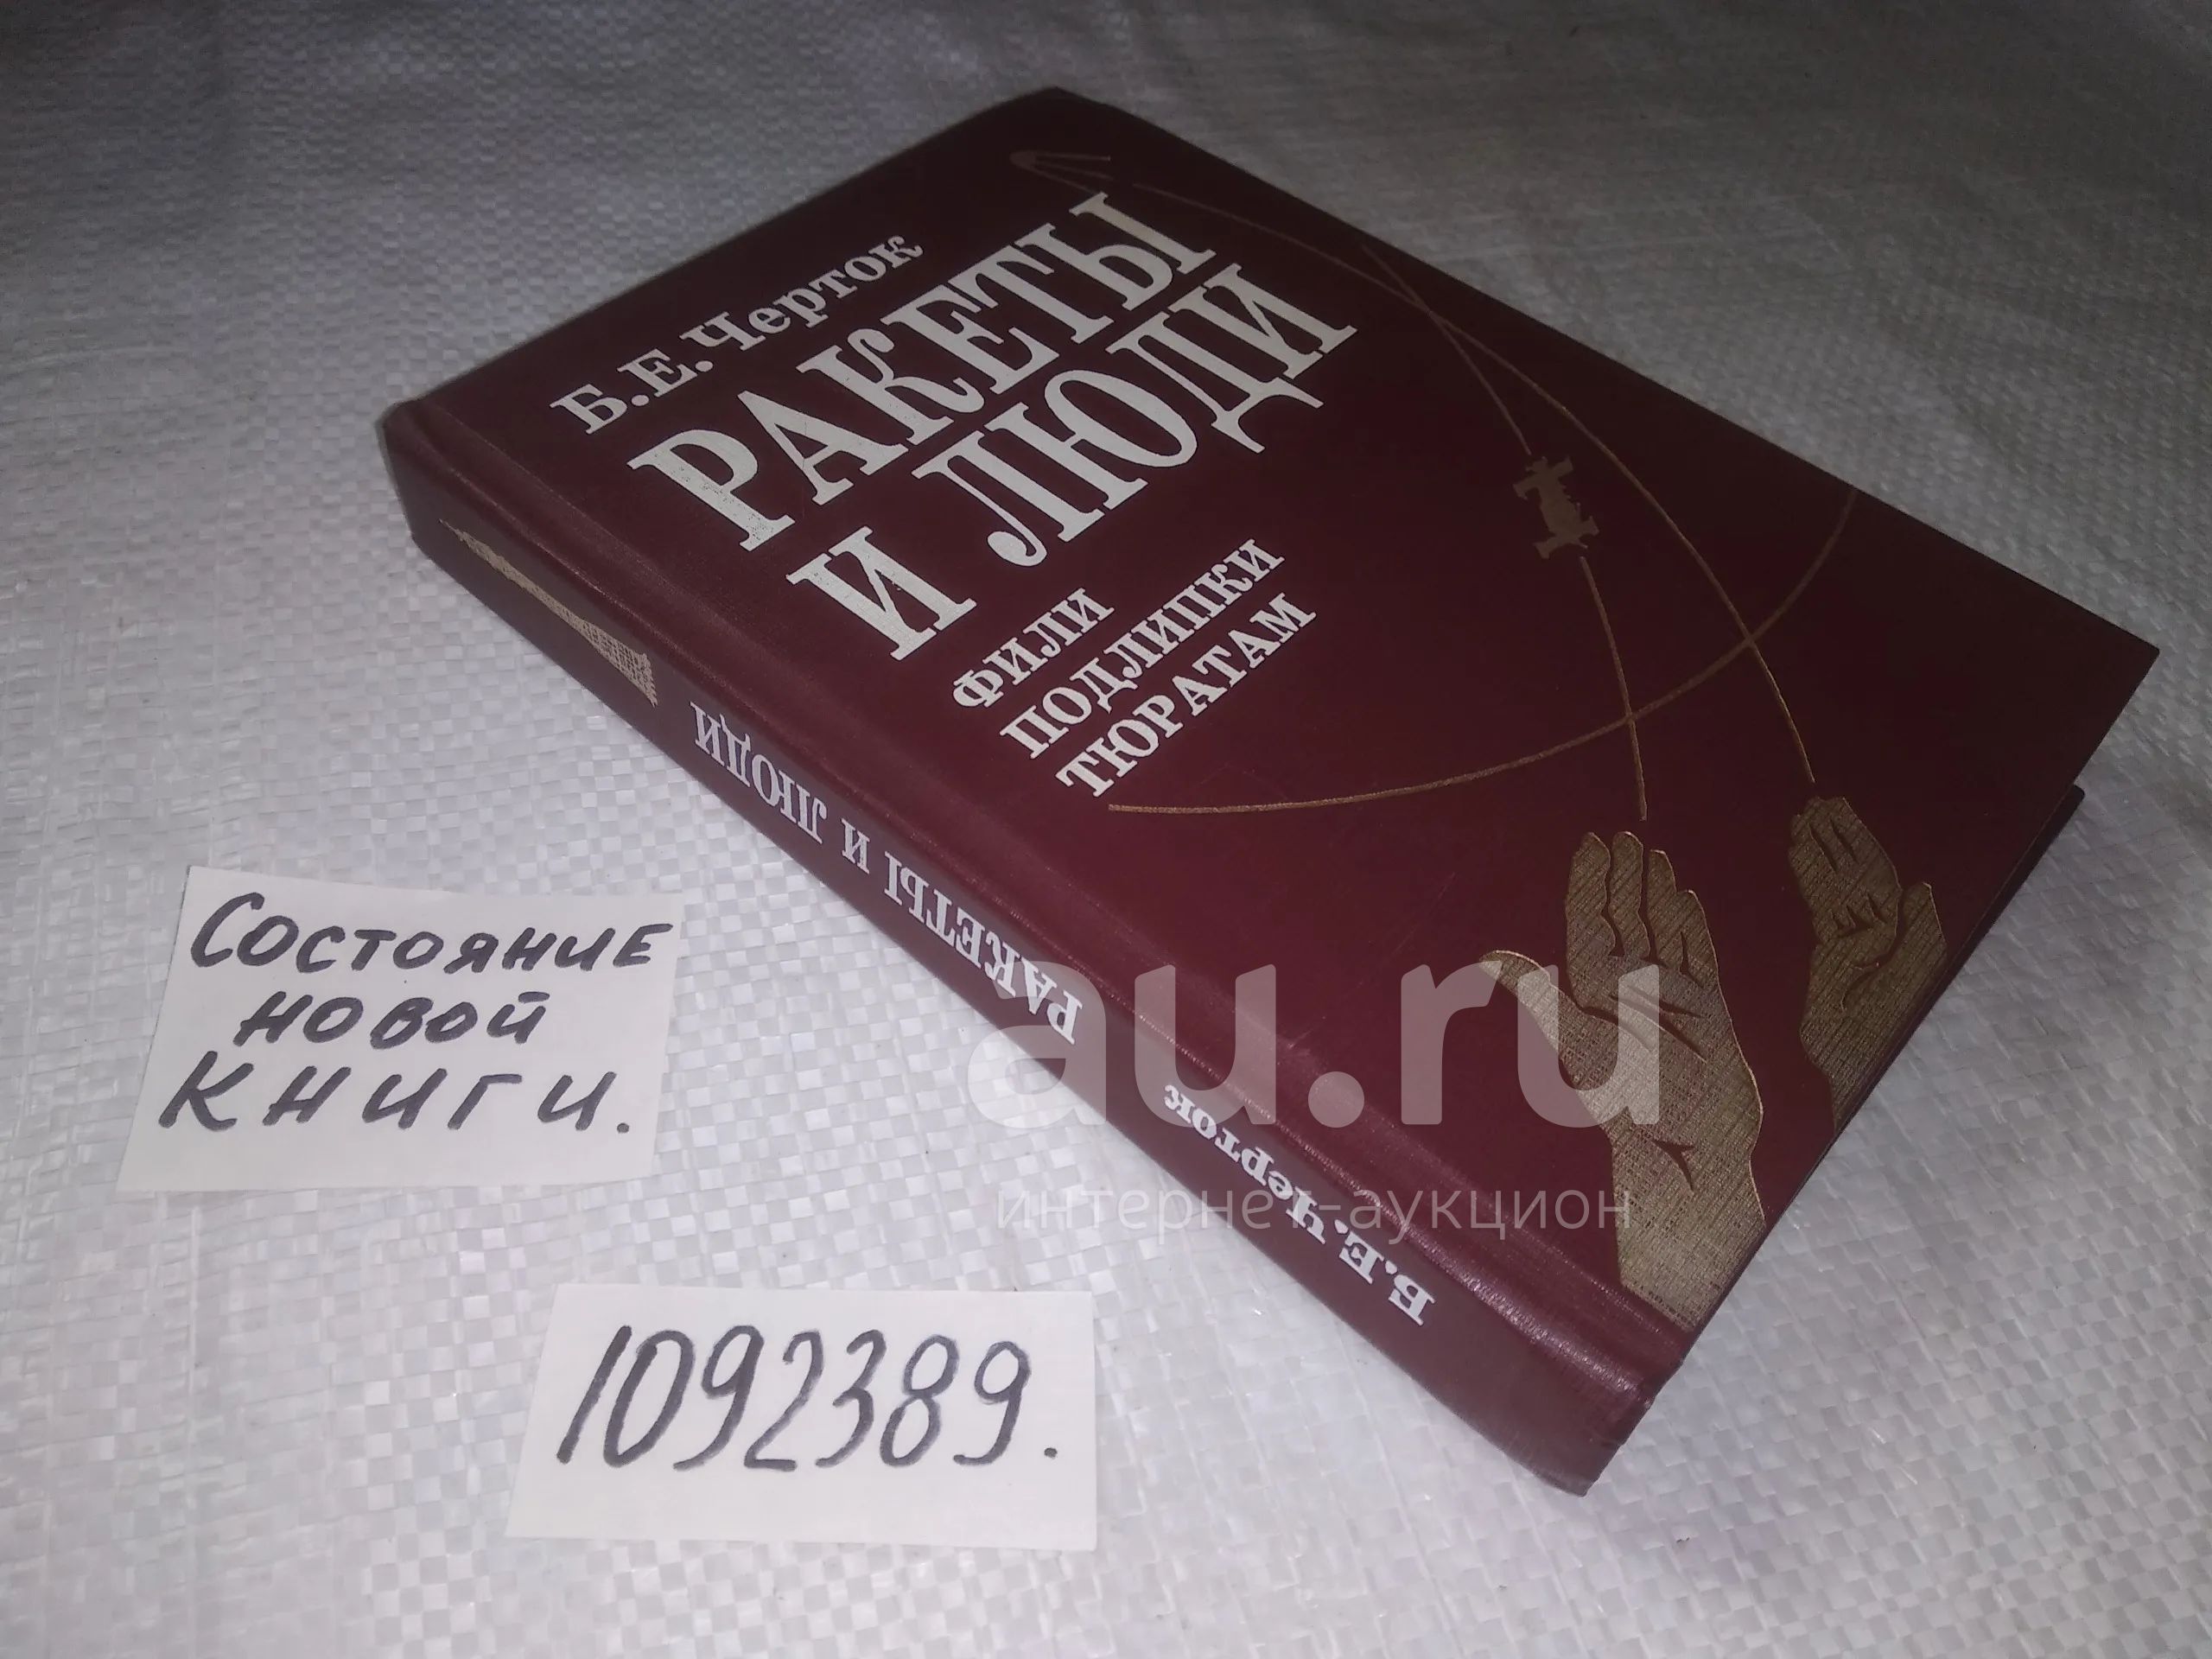 Б.Е.Черток
РАКЕТЫ
И ЛЮДИ
ФИЛИ
ПОДЛИПКИ
ТЮРАТАМ
Б.Е.Черток РАКЕТЫ И ЛЮДИ
СОСТОЯНИЕ
НОВОЙ
КНИГИ.
1092389.
au.ru
интернет-аукцион